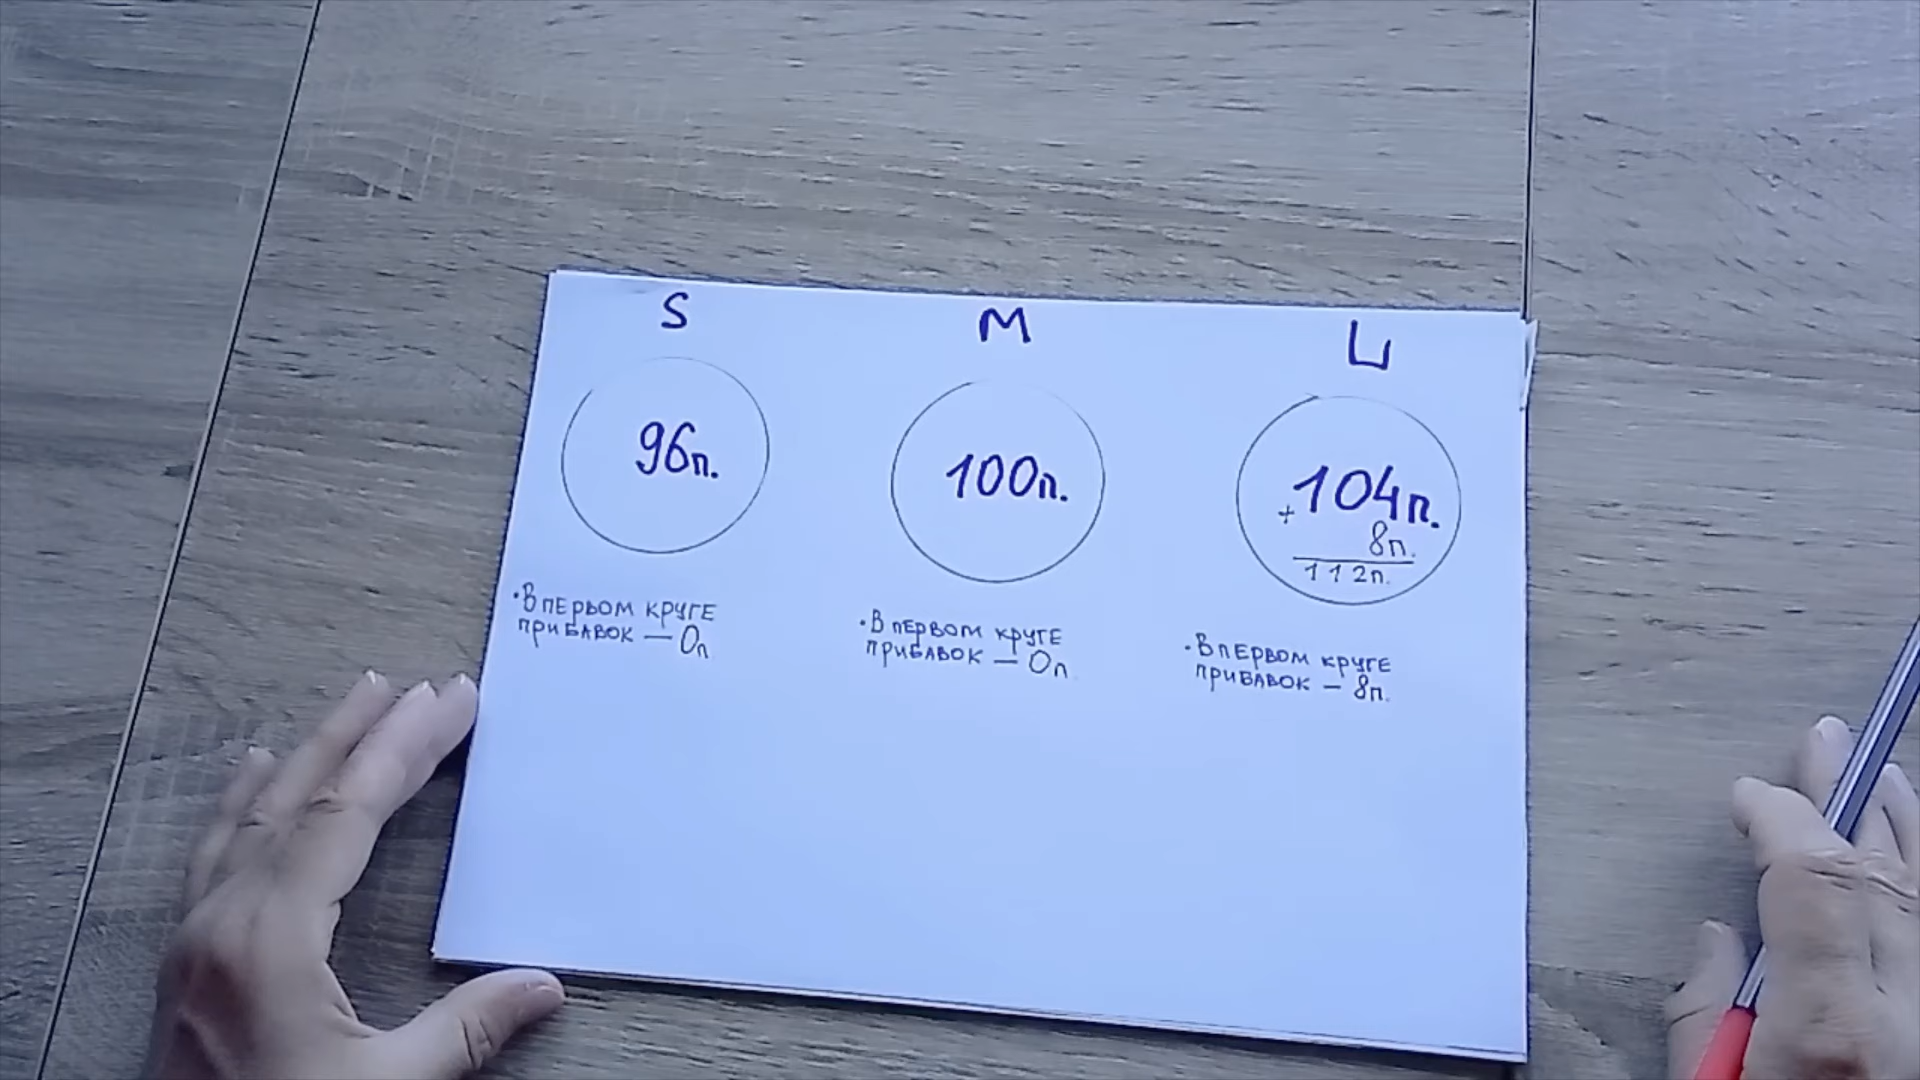 S
96п.
• В первом круге
прибавок — 0п
M
100п.
• В первом круге
прибавок — 0п
L
104п.
+
8п.
112п.
• В первом круге
прибавок — 8п.